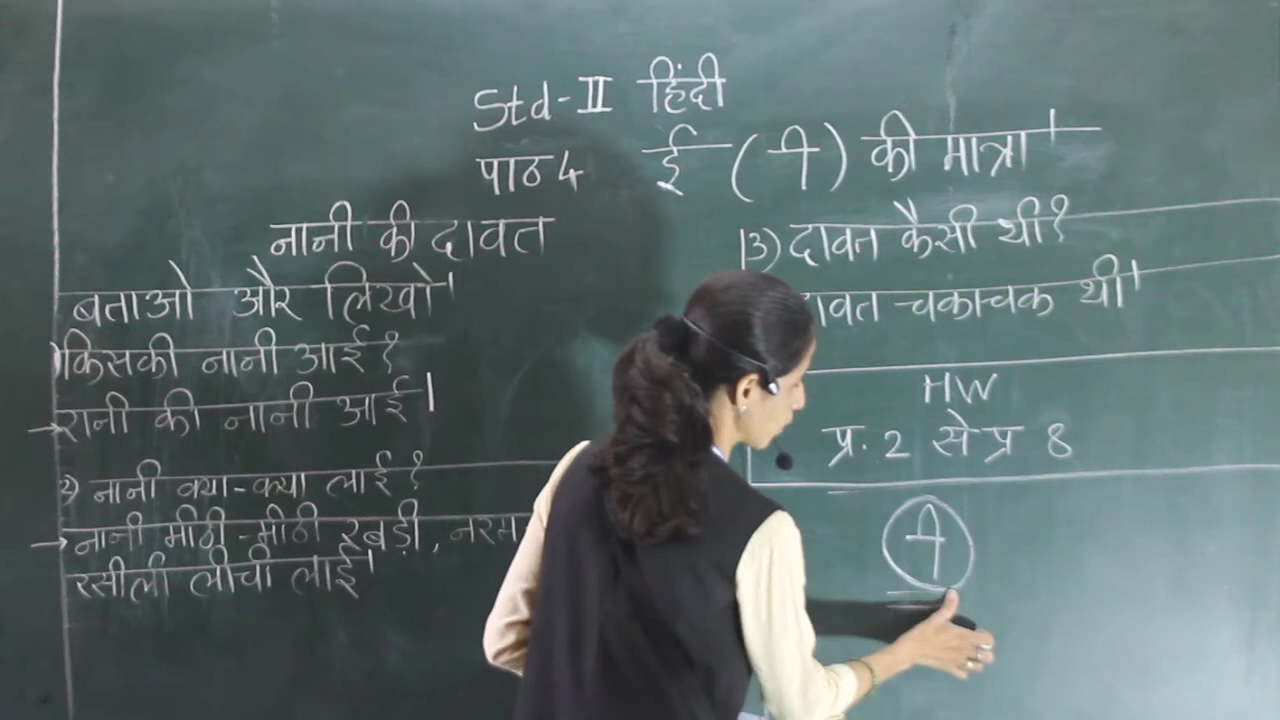 Std-II हिंदी
पाठ 4 ई ( ी ) की मात्रा
नानी की दावत
बताओ और लिखो।
किसकी नानी आई?
→ रानी की नानी आई।
2) नानी क्या-क्या लाई?
→ नानी मीठी-मीठी रबड़ी, नरम
रसीली लीची लाई।
3) दावत कैसी थी?
दावत चकाचक थी।
HW
प्र. 2 से प्र 8
ी